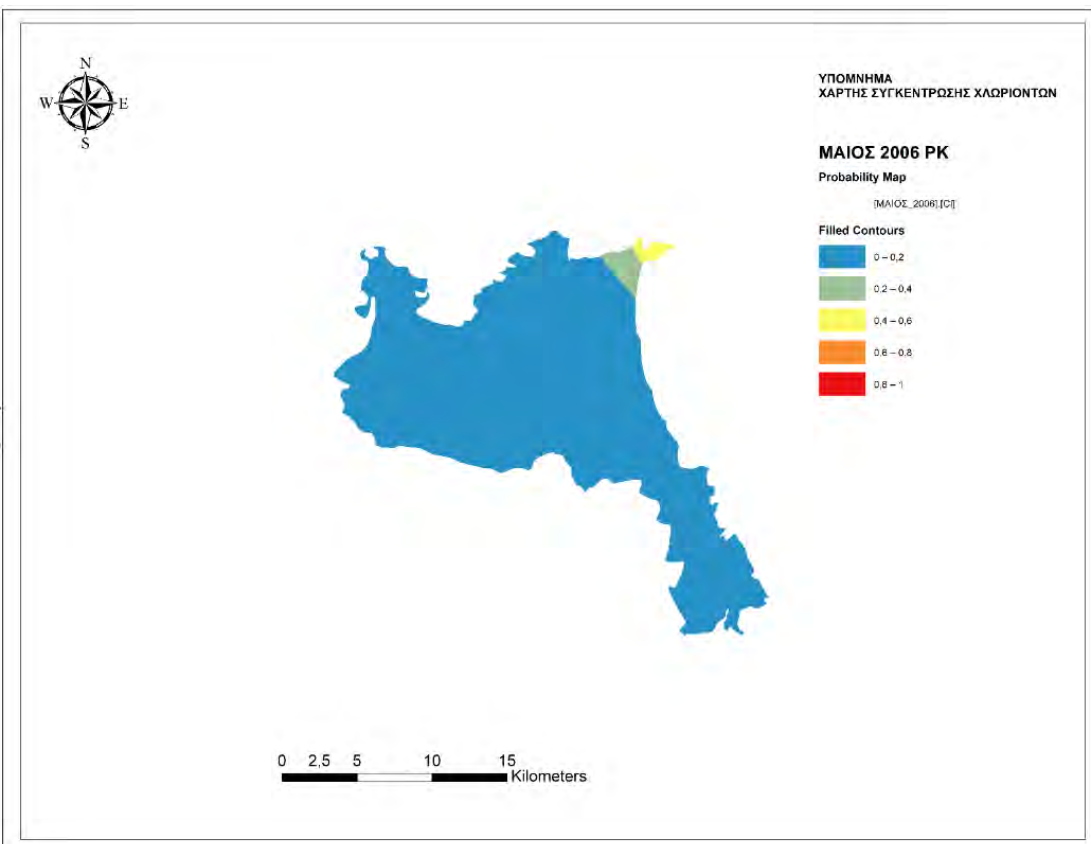 N
W E
S
ΥΠΟΜΝΗΜΑ
ΧΑΡΤΗΣ ΣΥΓΚΕΝΤΡΩΣΗΣ ΧΛΩΡΙΟΝΤΩΝ
ΜΑΙΟΣ 2006 PK
Probability Map
[ΜΑΙΟΣ_2006].[Cl]
Filled Contours
0 – 0,2
0,2 – 0,4
0,4 – 0,6
0,6 – 0,8
0,8 – 1
0 2,5 5 10 15
Kilometers